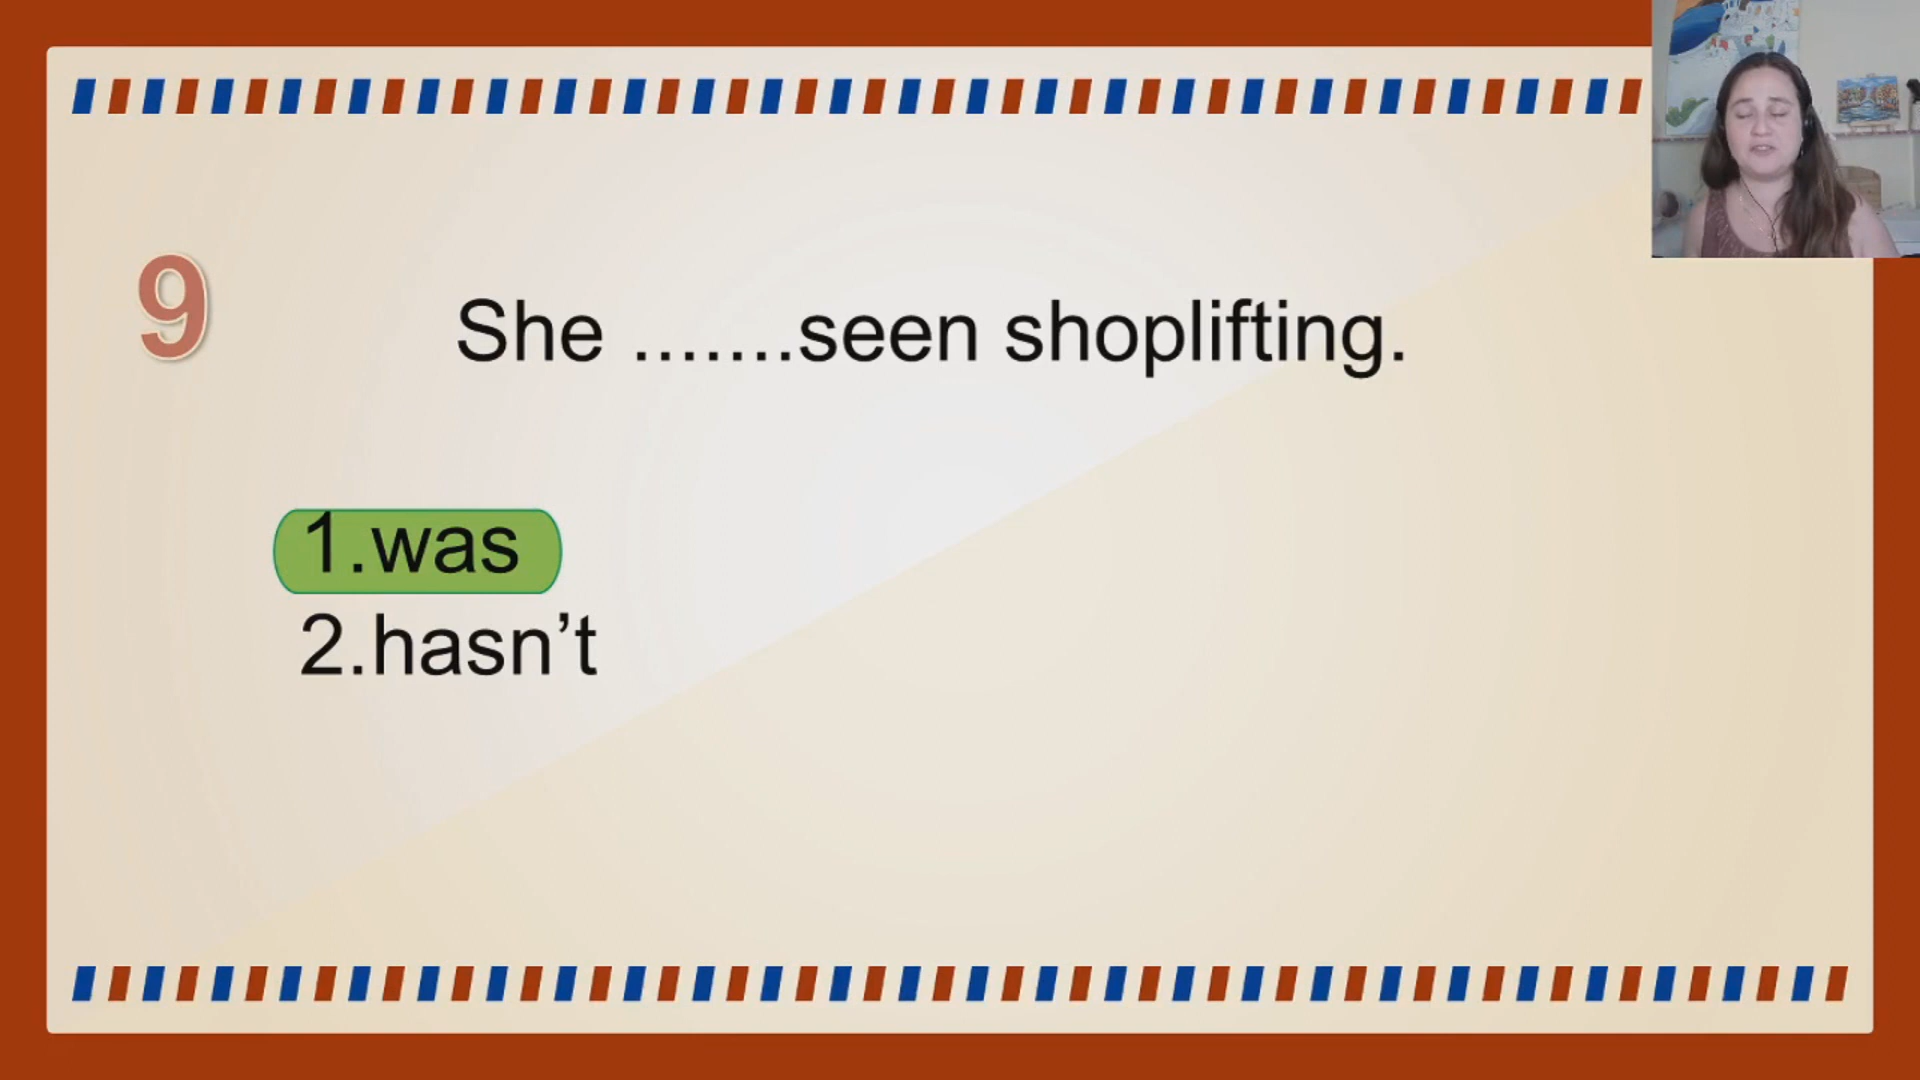 9
She .......seen shoplifting.
1.was
2.hasn’t